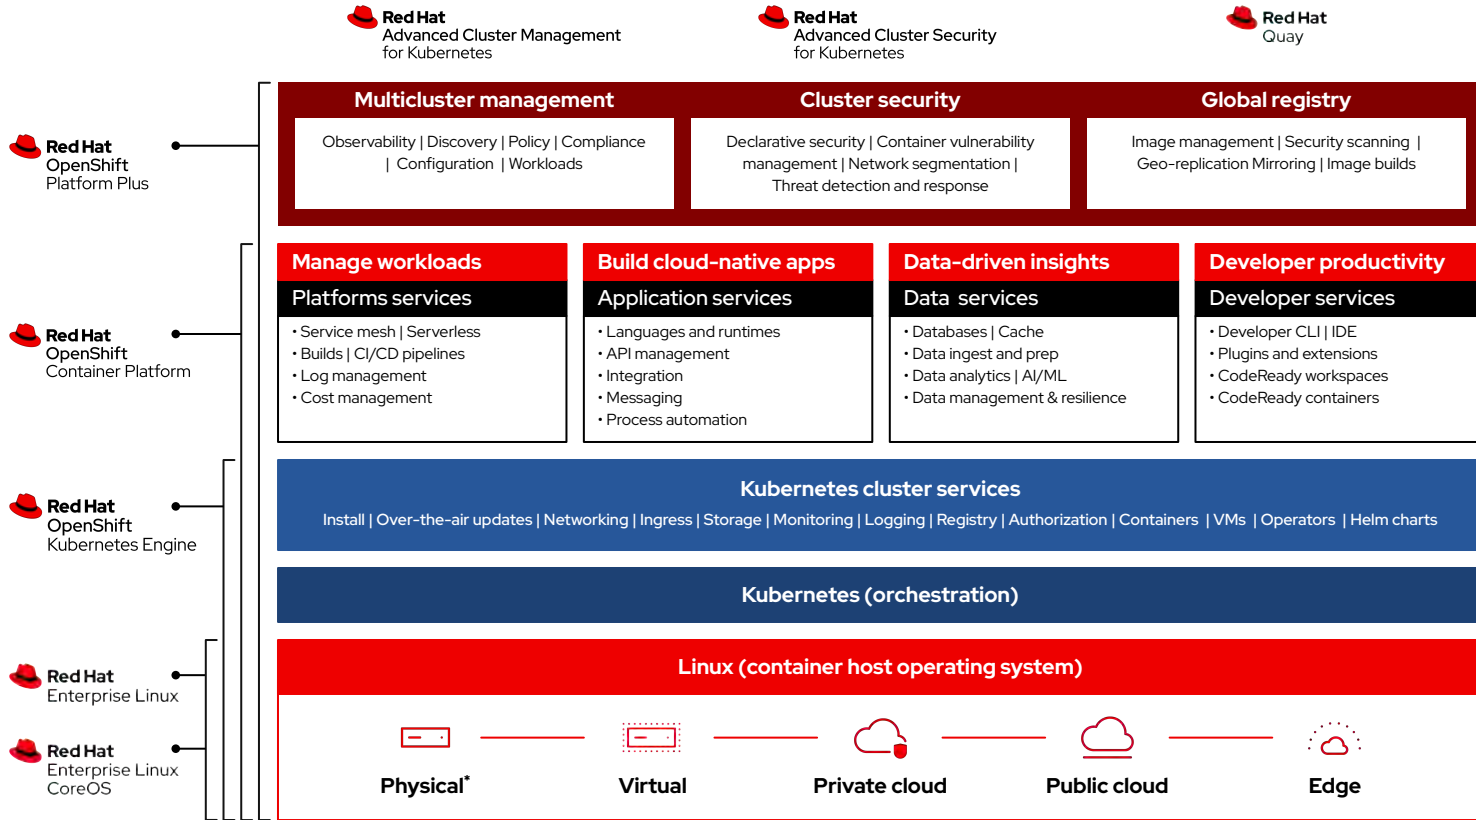 Red Hat
Advanced Cluster Management
for Kubernetes
Red Hat
Advanced Cluster Security
for Kubernetes
Red Hat
Quay
Red Hat
OpenShift
Platform Plus
Multicluster management
Observability | Discovery | Policy | Compliance
| Configuration | Workloads
Cluster security
Declarative security | Container vulnerability
management | Network segmentation |
Threat detection and response
Global registry
Image management | Security scanning |
Geo-replication Mirroring | Image builds
Red Hat
OpenShift
Container Platform
Manage workloads
Platforms services
• Service mesh | Serverless
• Builds | CI/CD pipelines
• Log management
• Cost management
Build cloud-native apps
Application services
• Languages and runtimes
• API management
• Integration
• Messaging
• Process automation
Data-driven insights
Data services
• Databases | Cache
• Data ingest and prep
• Data analytics | AI/ML
• Data management & resilience
Developer productivity
Developer services
• Developer CLI | IDE
• Plugins and extensions
• CodeReady workspaces
• CodeReady containers
Red Hat
OpenShift
Kubernetes Engine
Kubernetes cluster services
Install | Over-the-air updates | Networking | Ingress | Storage | Monitoring | Logging | Registry | Authorization | Containers | VMs | Operators | Helm charts
Kubernetes (orchestration)
Red Hat
Enterprise Linux
Linux (container host operating system)
Red Hat
Enterprise Linux
CoreOS
Physical*
Virtual
Private cloud
Public cloud
Edge